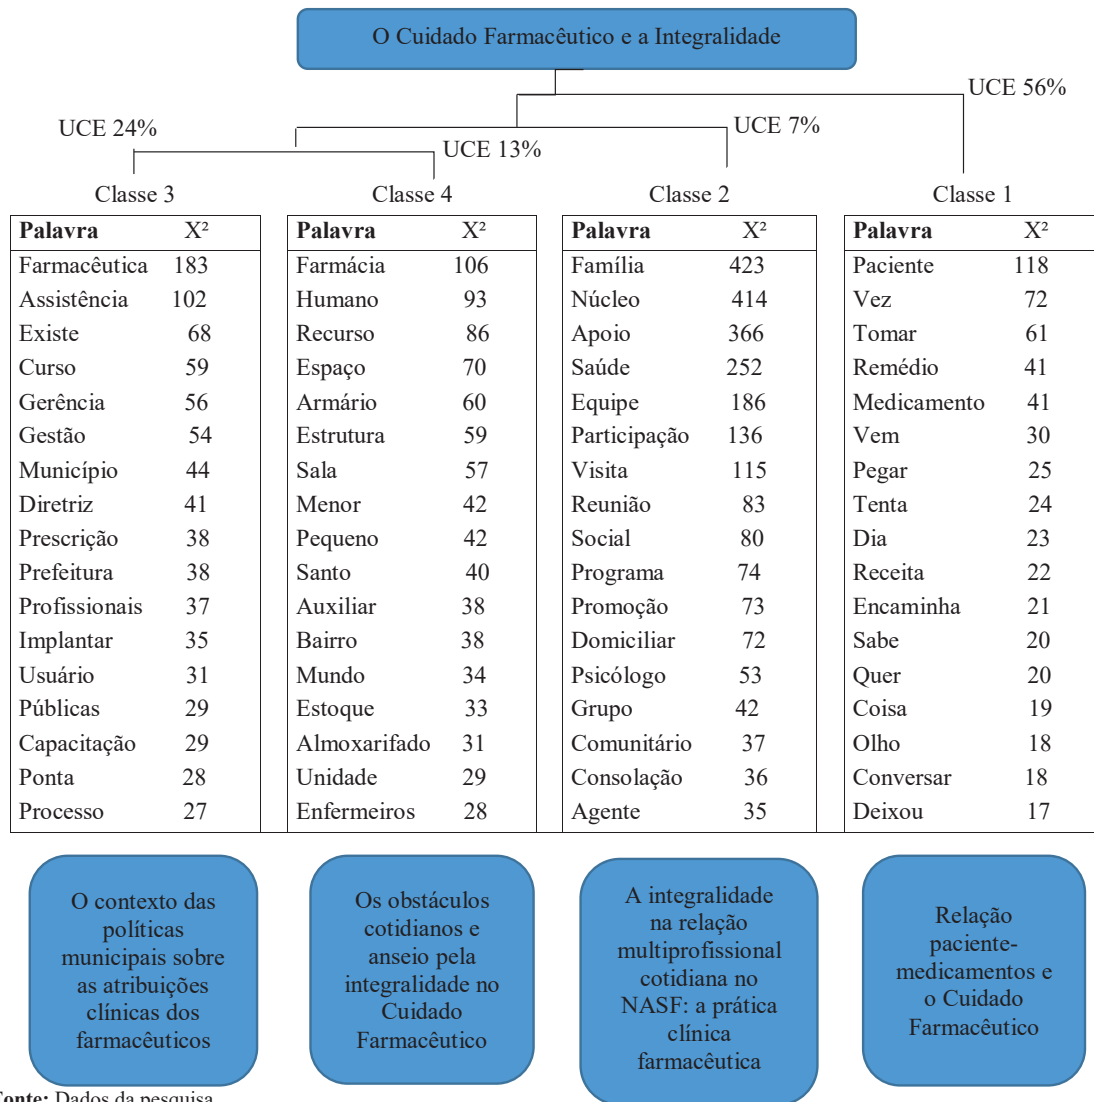 O Cuidado Farmacêutico e a Integralidade
UCE 56%
UCE 24%
UCE 7%
UCE 13%
Classe 3
Classe 4
Classe 2
Classe 1
Palavra X² Palavra X² Palavra X² Palavra X²
Farmacêutica 183 Farmácia 106 Família 423 Paciente 118
Assistência 102 Humano 93 Núcleo 414 Vez 72
Existe 68 Recurso 86 Apoio 366 Tomar 61
Curso 59 Espaço 70 Saúde 252 Remédio 41
Gerência 56 Armário 60 Equipe 186 Medicamento 41
Gestão 54 Estrutura 59 Participação 136 Vem 30
Município 44 Sala 57 Visita 115 Pegar 25
Diretriz 41 Menor 42 Reunião 83 Tenta 24
Prescrição 38 Pequeno 42 Social 80 Dia 23
Prefeitura 38 Santo 40 Programa 74 Receita 22
Profissionais 37 Auxiliar 38 Promoção 73 Encaminha 21
Implantar 35 Bairro 38 Domiciliar 72 Sabe 20
Usuário 31 Mundo 34 Psicólogo 53 Quer 20
Públicas 29 Estoque 33 Grupo 42 Coisa 19
Capacitação 29 Almoxarifado 31 Comunitário 37 Olho 18
Ponta 28 Unidade 29 Consolação 36 Conversar 18
Processo 27 Enfermeiros 28 Agente 35 Deixou 17
O contexto das
políticas
municipais sobre
as atribuições
clínicas dos
farmacêuticos
Os obstáculos
cotidianos e
anseio pela
integralidade no
Cuidado
Farmacêutico
A integralidade
na relação
multiprofissional
cotidiana no
NASF: a prática
clínica
farmacêutica
Relação
paciente-
medicamentos e
o Cuidado
Farmacêutico
Fonte: Dados da pesquisa